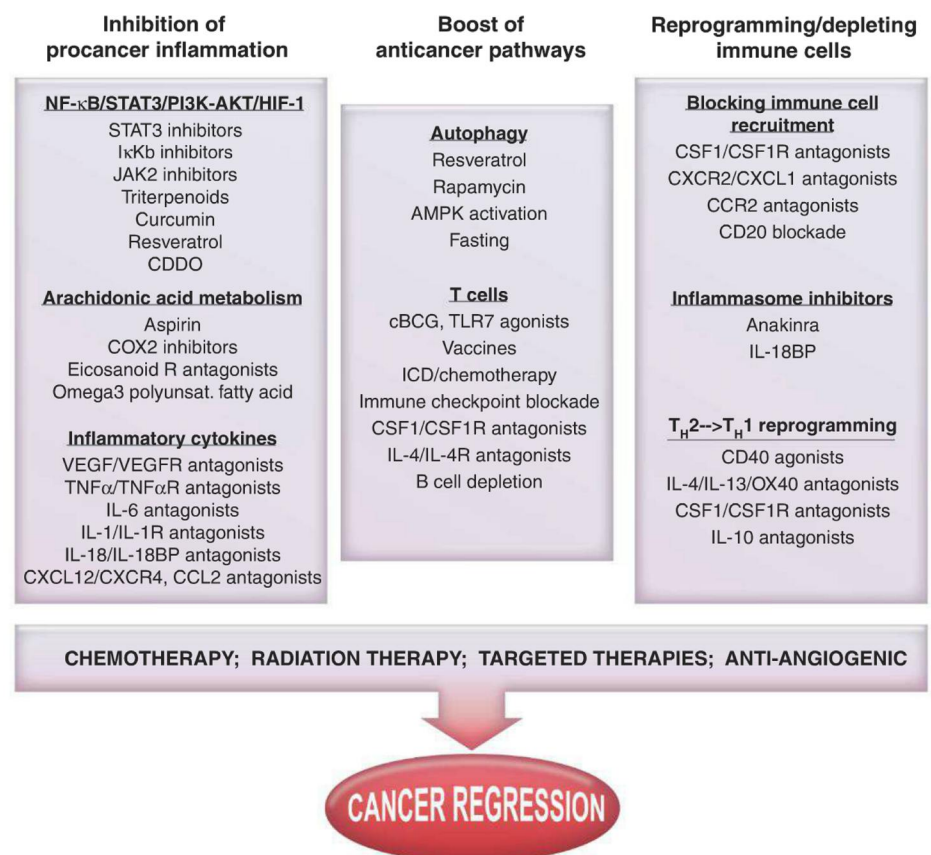 Inhibition of
procancer inflammation
NF-κB/STAT3/PI3K-AKT/HIF-1
STAT3 inhibitors
IκKb inhibitors
JAK2 inhibitors
Triterpenoids
Curcumin
Resveratrol
CDDO
Arachidonic acid metabolism
Aspirin
COX2 inhibitors
Eicosanoid R antagonists
Omega3 polyunsat. fatty acid
Inflammatory cytokines
VEGF/VEGFR antagonists
TNFα/TNFαR antagonists
IL-6 antagonists
IL-1/IL-1R antagonists
IL-18/IL-18BP antagonists
CXCL12/CXCR4, CCL2 antagonists
Boost of
anticancer pathways
Autophagy
Resveratrol
Rapamycin
AMPK activation
Fasting
T cells
cBCG, TLR7 agonists
Vaccines
ICD/chemotherapy
Immune checkpoint blockade
CSF1/CSF1R antagonists
IL-4/IL-4R antagonists
B cell depletion
Reprogramming/depleting
immune cells
Blocking immune cell
recruitment
CSF1/CSF1R antagonists
CXCR2/CXCL1 antagonists
CCR2 antagonists
CD20 blockade
Inflammasome inhibitors
Anakinra
IL-18BP
T_H2-->T_H1 reprogramming
CD40 agonists
IL-4/IL-13/OX40 antagonists
CSF1/CSF1R antagonists
IL-10 antagonists
CHEMOTHERAPY; RADIATION THERAPY; TARGETED THERAPIES; ANTI-ANGIOGENIC
CANCER REGRESSION